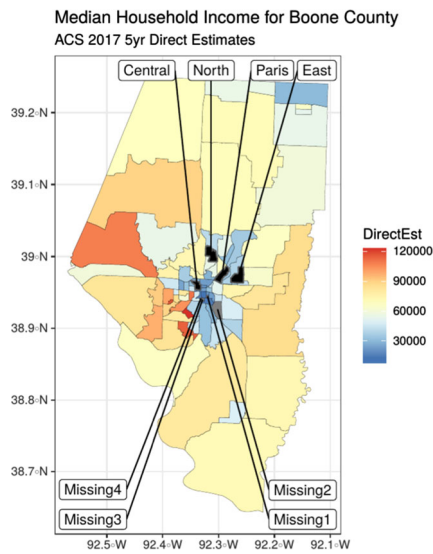 Median Household Income for Boone County
ACS 2017 5yr Direct Estimates
Central North Paris East
39.2°N
39.1°N
39°N
38.9°N
38.8°N
38.7°N
DirectEst
120000
90000
60000
30000
Missing4 Missing2
Missing3 Missing1
92.5°W 92.4°W 92.3°W 92.2°W 92.1°W